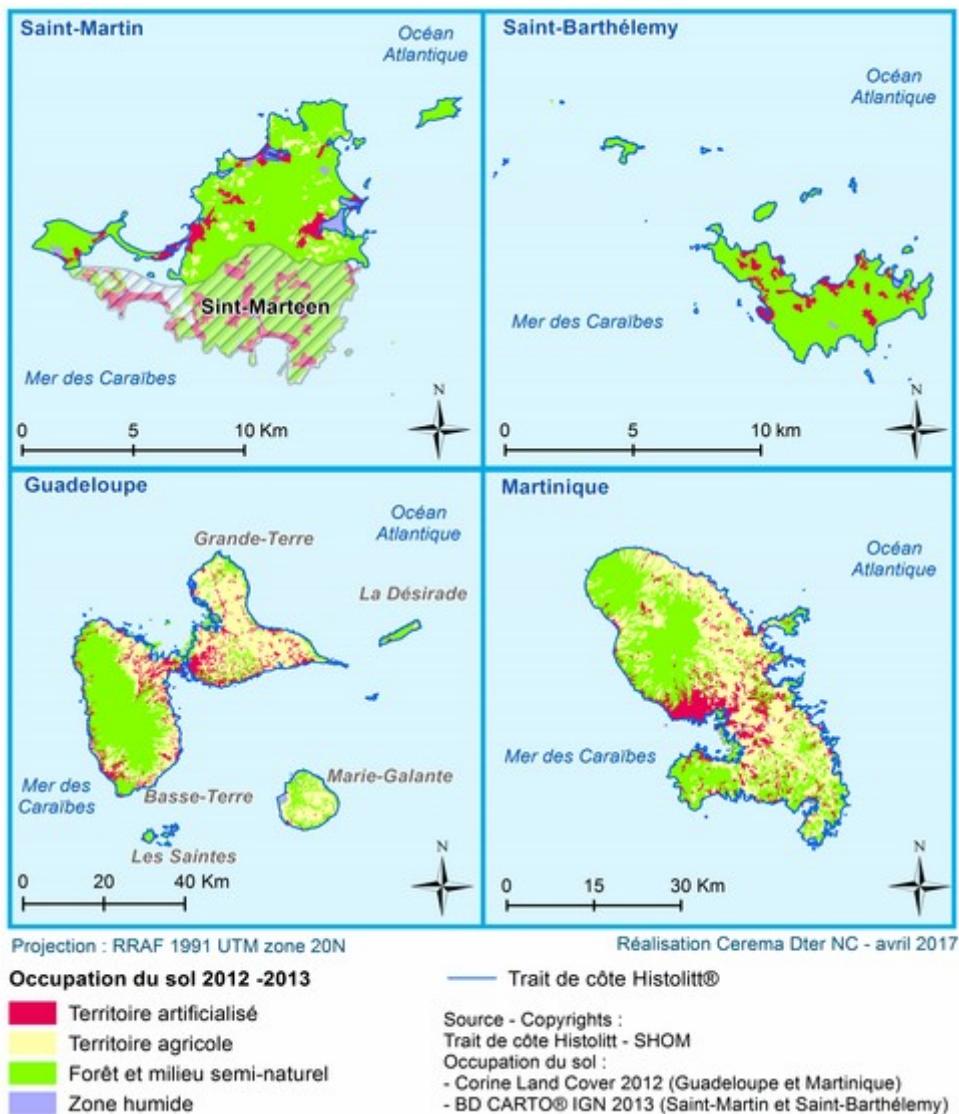 Saint-Martin
Océan
Atlantique
Sint-Marteen
Mer des Caraïbes
N
0 5 10 Km
Saint-Barthélemy
Océan
Atlantique
Mer des Caraïbes
N
0 5 10 Km
Guadeloupe
Océan
Atlantique
Grande-Terre
La Désirade
Mer des
Caraïbes
Basse-Terre
Marie-Galante
Les Saintes
N
0 20 40 Km
Martinique
Océan
Atlantique
Mer des Caraïbes
N
0 15 30 Km
Projection : RRAF 1991 UTM zone 20N
Réalisation Cerema Dter NC - avril 2017
Occupation du sol 2012 -2013
Territoire artificialisé
Territoire agricole
Forêt et milieu semi-naturel
Zone humide
Trait de côte Histolitt®
Source - Copyrights :
Trait de côte Histolitt - SHOM
Occupation du sol :
- Corine Land Cover 2012 (Guadeloupe et Martinique)
- BD CARTO® IGN 2013 (Saint-Martin et Saint-Barthélemy)